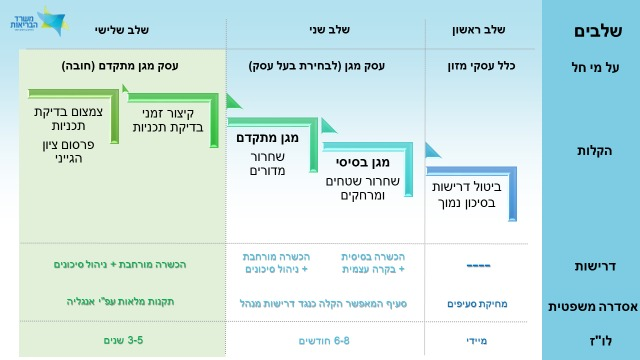 משרד
הבריאות
שלבים
שלב ראשון
שלב שני
שלב שלישי
על מי חל
כלל עסקי מזון
עסק מגן (לבחירת בעל עסק)
עסק מגן מתקדם (חובה)
הקלות
ביטול דרישות
בסיכון נמוך
מגן בסיסי
שחרור שטחים
ומרחקים
מגן מתקדם
שחרור
מדורים
קיצור זמני
בדיקת תכניות
צמצום בדיקת
תכניות
פרסום ציון
הגייני
דרישות
----
הכשרה בסיסית
+ בקרה עצמית
הכשרה מורחבת
+ ניהול סיכונים
הכשרה מורחבת + ניהול סיכונים
אסדרה משפטית
מחיקת סעיפים
סעיף המאפשר הקלה כנגד דרישות מנהל
תקנות מלאות עפ"י אנגליה
לו"ז
מיידי
6-8 חודשים
3-5 שנים